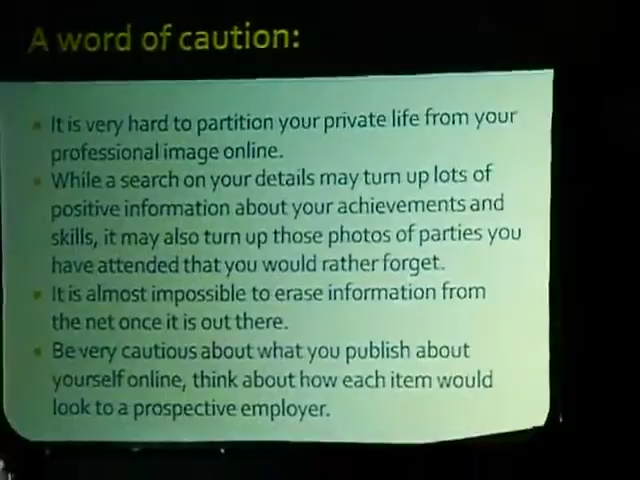 A word of caution:
It is very hard to partition your private life from your
professional image online.
While a search on your details may turn up lots of
positive information about your achievements and
skills, it may also turn up those photos of parties you
have attended that you would rather forget.
It is almost impossible to erase information from
the net once it is out there.
Be very cautious about what you publish about
yourself online, think about how each item would
look to a prospective employer.